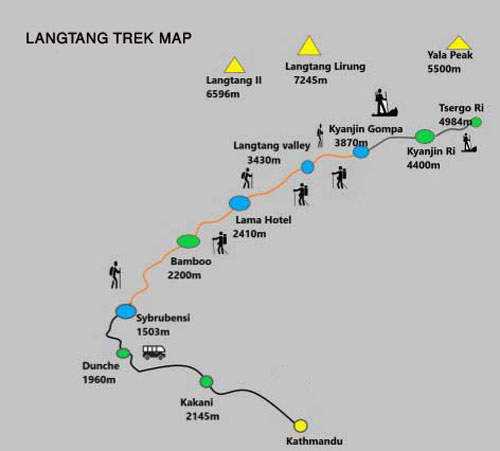 LANGTANG TREK MAP
Langtang II
6596m
Langtang Lirung
7245m
Yala Peak
5500m
Tsergo Ri
4984m
Kyanjin Gompa
3870m
Kyanjin Ri
4400m
Langtang valley
3430m
Lama Hotel
2410m
Bamboo
2200m
Sybrubensi
1503m
Dunche
1960m
Kakani
2145m
Kathmandu